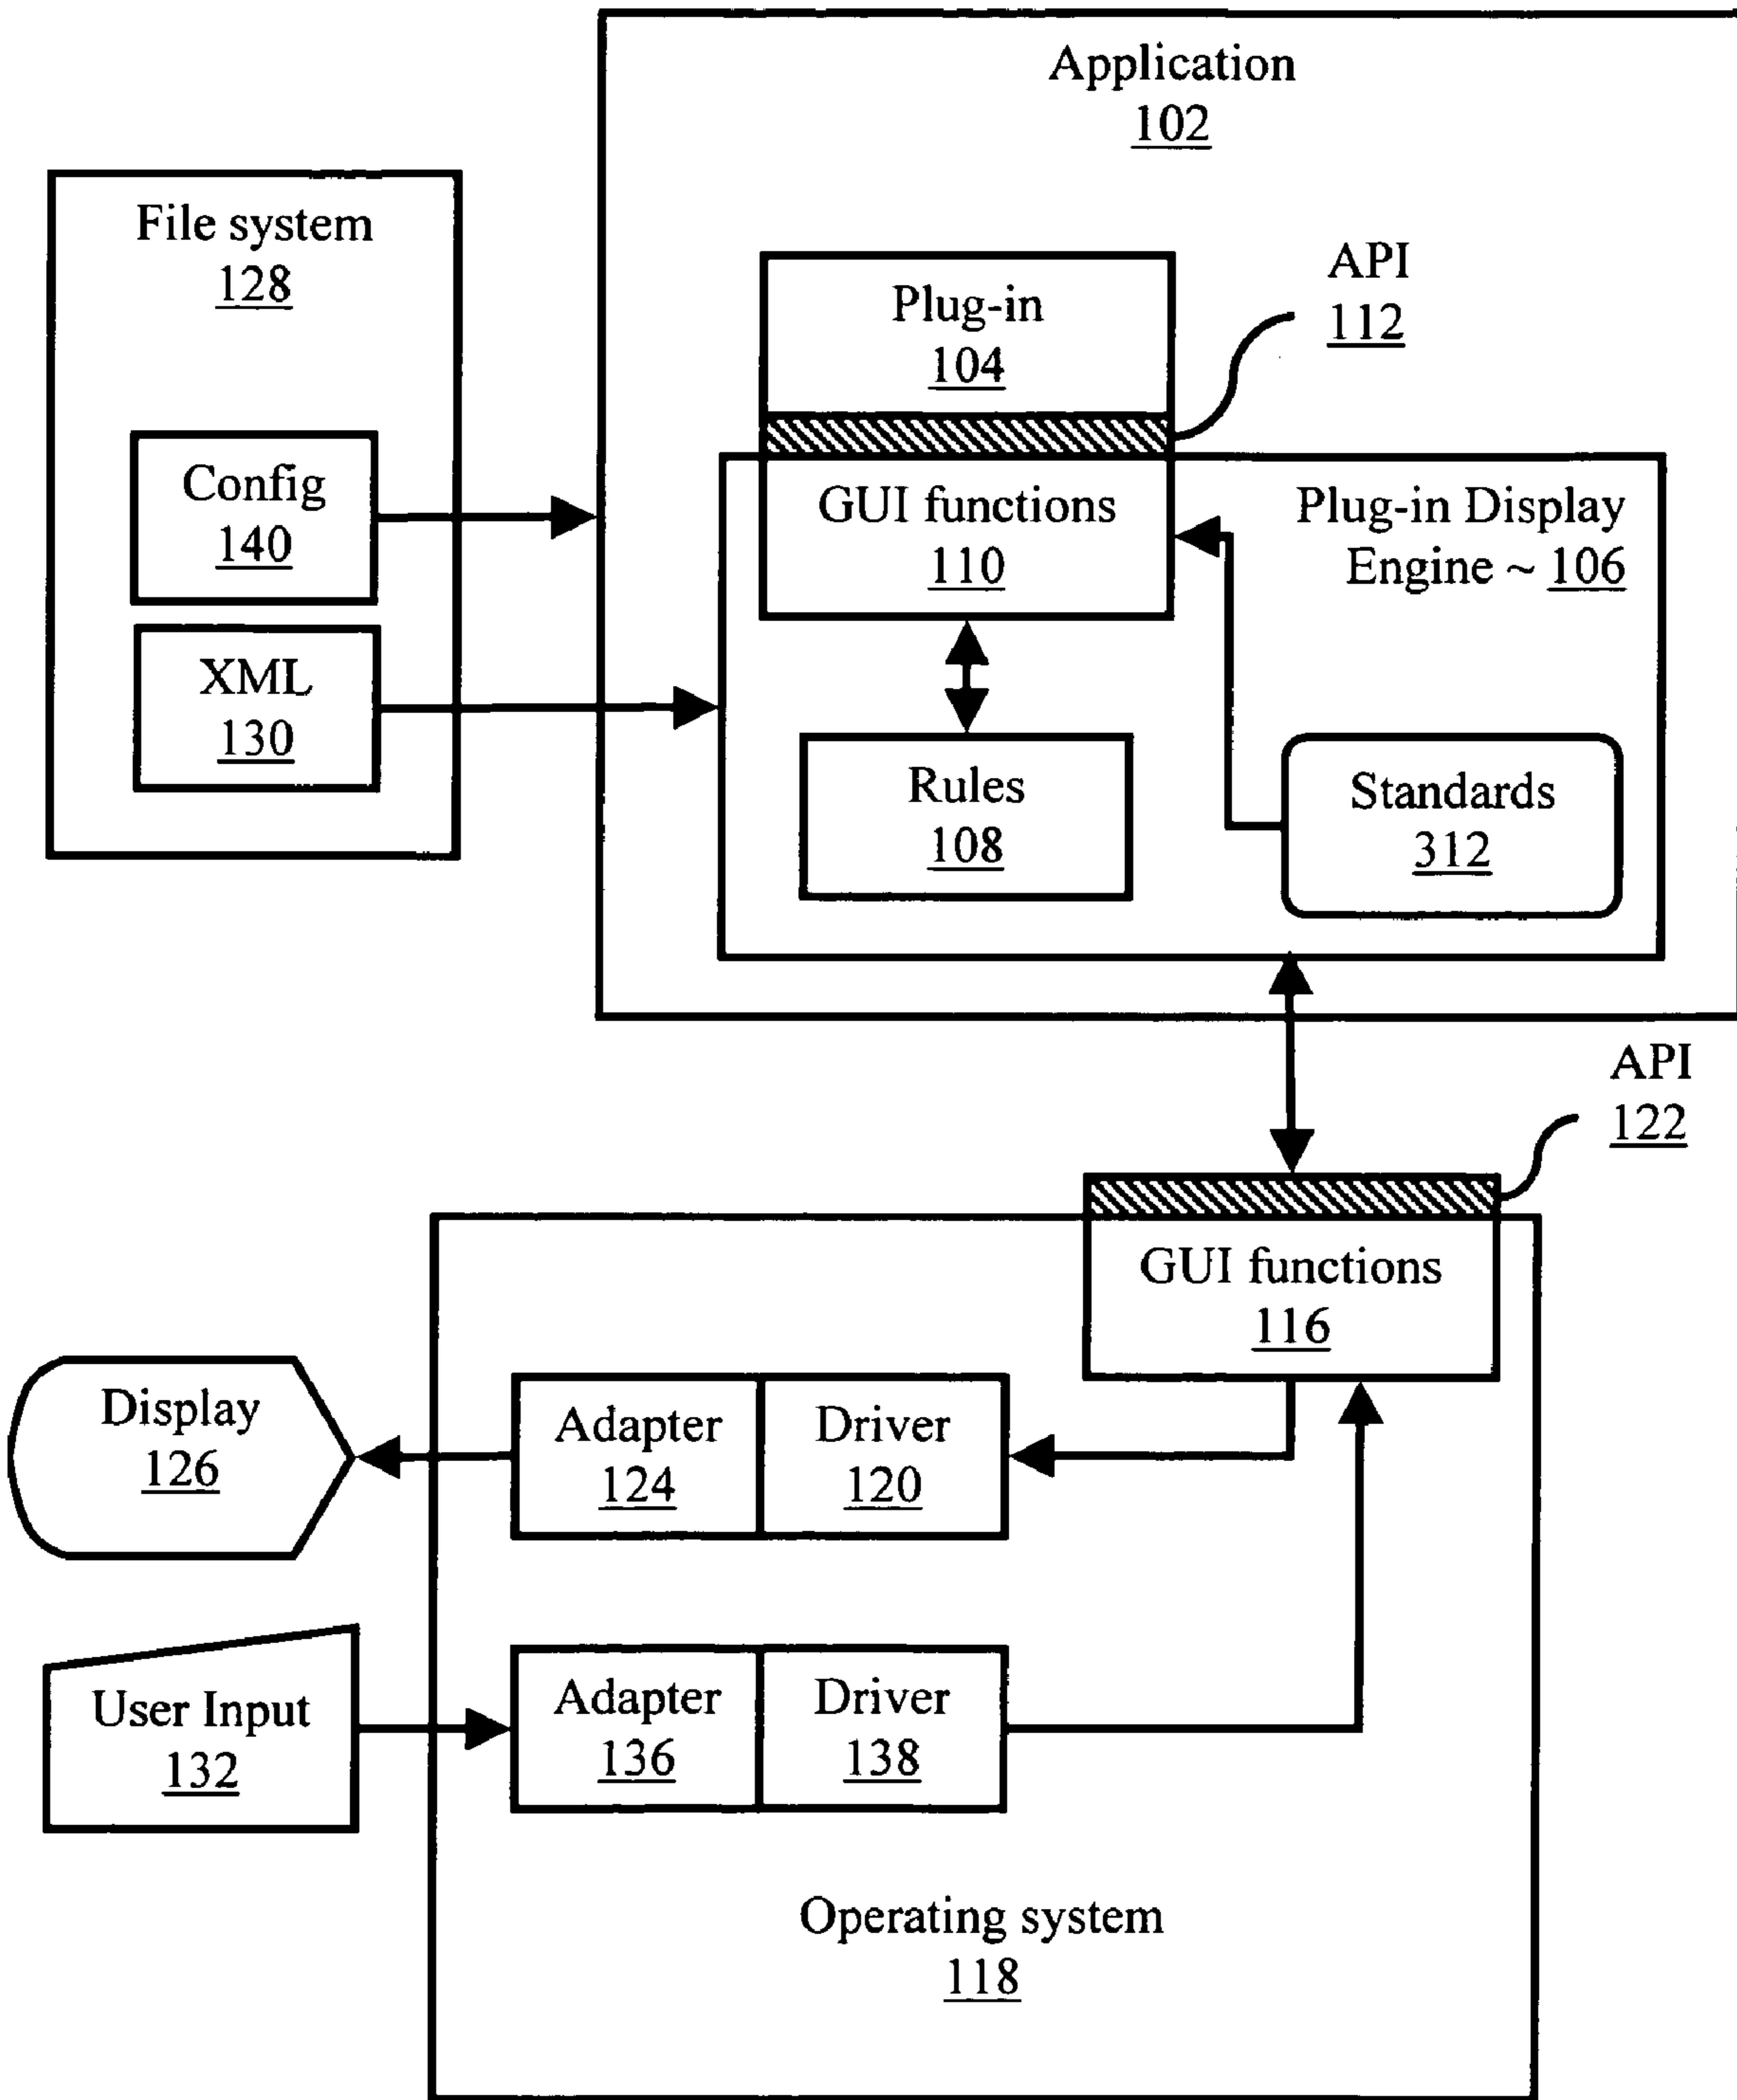 Application
102
File system
128
API
112
Plug-in
104
Config
140
GUI functions
110
Plug-in Display
Engine ~ 106
XML
130
Rules
108
Standards
312
API
122
GUI functions
116
Display
126
Adapter
124
Driver
120
User Input
132
Adapter
136
Driver
138
Operating system
118